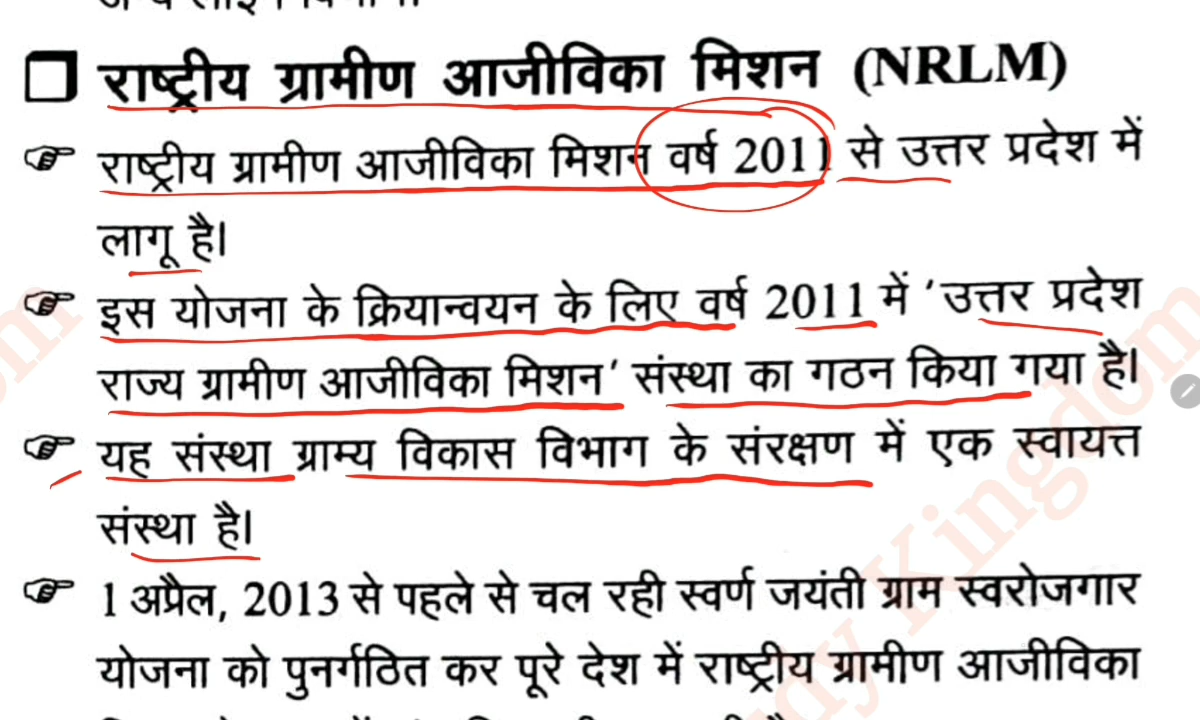 राष्ट्रीय ग्रामीण आजीविका मिशन (NRLM)
राष्ट्रीय ग्रामीण आजीविका मिशन वर्ष 2011 से उत्तर प्रदेश में
लागू है।
इस योजना के क्रियान्वयन के लिए वर्ष 2011 में ‘उत्तर प्रदेश
राज्य ग्रामीण आजीविका मिशन’ संस्था का गठन किया गया है।
यह संस्था ग्राम्य विकास विभाग के संरक्षण में एक स्वायत्त
संस्था है।
1 अप्रैल, 2013 से पहले से चल रही स्वर्ण जयंती ग्राम स्वरोजगार
योजना को पुनर्गठित कर पूरे देश में राष्ट्रीय ग्रामीण आजीविका
Kingdom